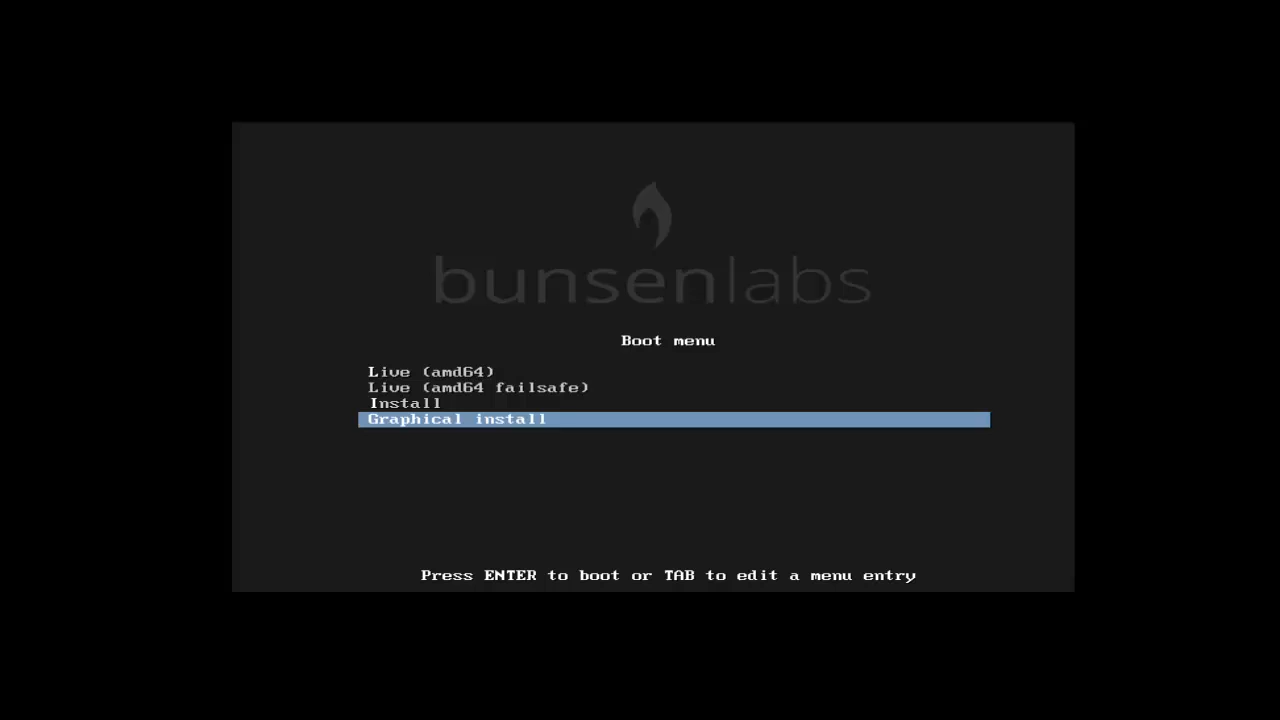 bunsenlabs
Boot menu
Live (amd64)
Live (amd64 failsafe)
Install
Graphical install
Press ENTER to boot or TAB to edit a menu entry